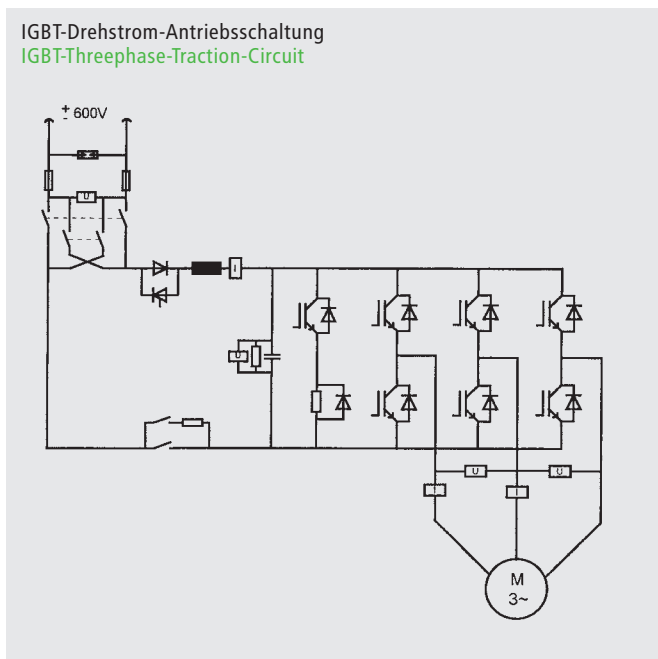 IGBT-Drehstrom-Antriebsschaltung
IGBT-Threephase-Traction-Circuit
+
- 600V
U
I
U
U
U
I
I
M
3~